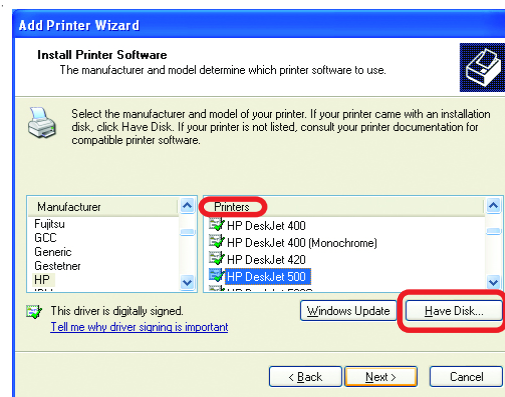 Add Printer Wizard
Install Printer Software
The manufacturer and model determine which printer software to use.
Select the manufacturer and model of your printer. If your printer came with an installation
disk, click Have Disk. If your printer is not listed, consult your printer documentation for
compatible printer software.
Manufacturer
Fujitsu
GCC
Generic
Gestetner
HP
Printers
HP DeskJet 400
HP DeskJet 400 (Monochrome)
HP DeskJet 420
HP DeskJet 500
This driver is digitally signed.
Tell me why driver signing is important
Windows Update
Have Disk...
< Back
Next >
Cancel